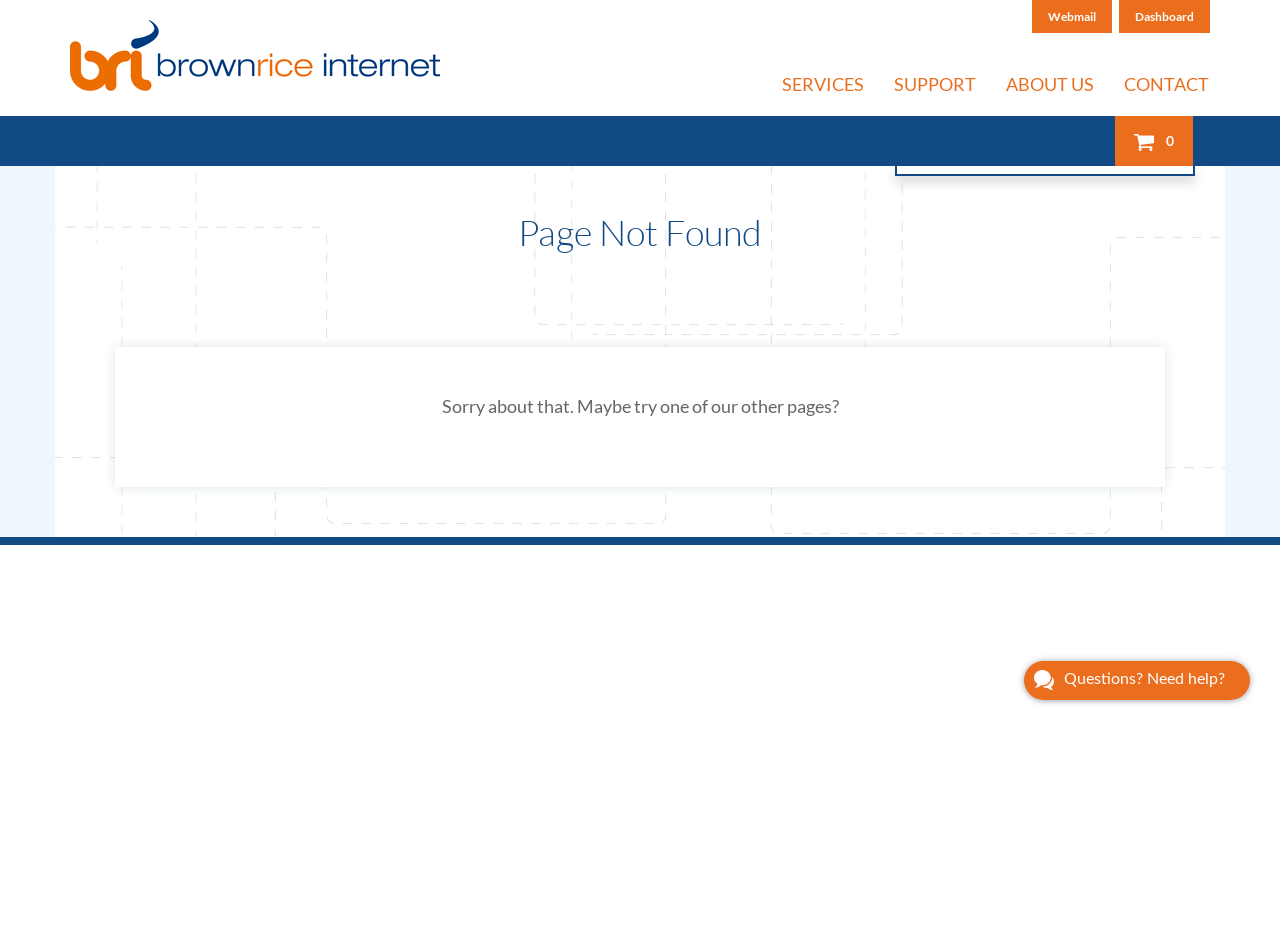 Webmail
Dashboard
bri brownrice internet
SERVICES
SUPPORT
ABOUT US
CONTACT
0
Page Not Found
Sorry about that. Maybe try one of our other pages?
Questions? Need help?